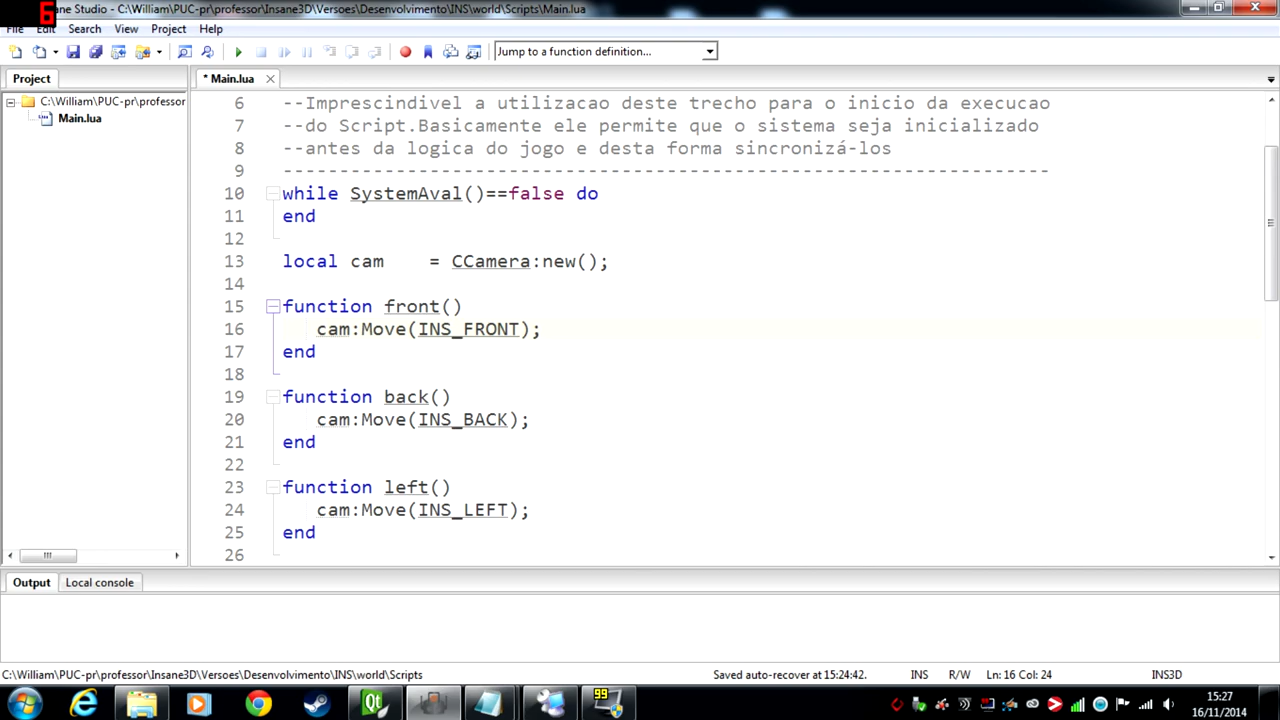 6
ane Studio - C:\William\PUC-pr\professor\Insane3D\Versoes\Desenvolvimento\INS\world\Scripts\Main.lua
File Edit Search View Project Help
Jump to a function definition...
Project
* Main.lua
C:\William\PUC-pr\professor
Main.lua
6 --Imprescindivel a utilizacao deste trecho para o inicio da execucao
7 --do Script.Basicamente ele permite que o sistema seja inicializado
8 --antes da logica do jogo e desta forma sincronizá-los
9 --------------------------------------------------------------------
10 while SystemAval()==false do
11 end
12
13 local cam    = CCamera:new();
14
15 function front()
16 cam:Move(INS_FRONT);
17 end
18
19 function back()
20 cam:Move(INS_BACK);
21 end
22
23 function left()
24 cam:Move(INS_LEFT);
25 end
26
Output Local console
C:\William\PUC-pr\professor\Insane3D\Versoes\Desenvolvimento\INS\world\Scripts Saved auto-recover at 15:24:42. INS R/W Ln: 16 Col: 24 INS3D
99
15:27
16/11/2014